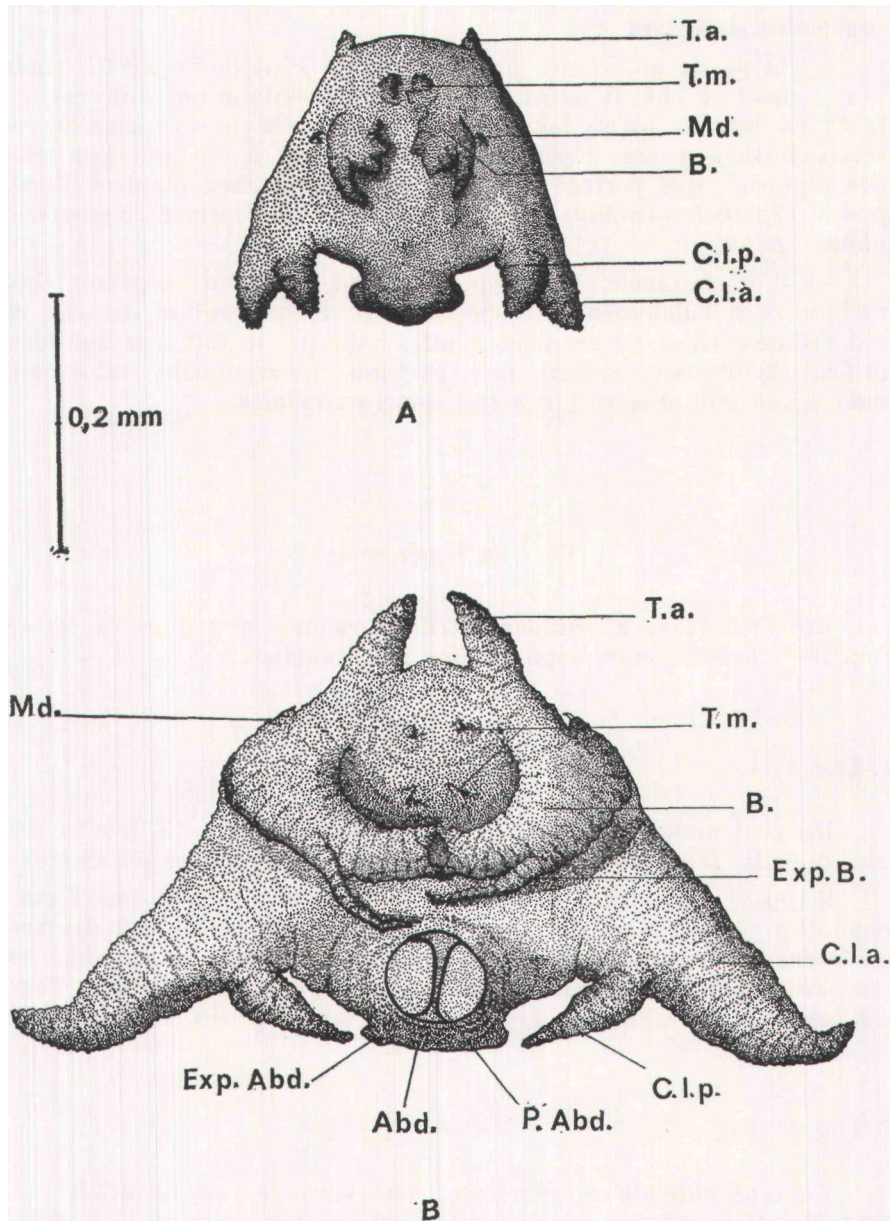 T.a.
T.m.
Md.
B.
C.l.p.
C.l.a.
0,2 mm
A
T.a.
Md.
T.m.
B.
Exp. B.
C.l.a.
Exp. Abd.
C.l.p.
Abd.
P. Abd.
B